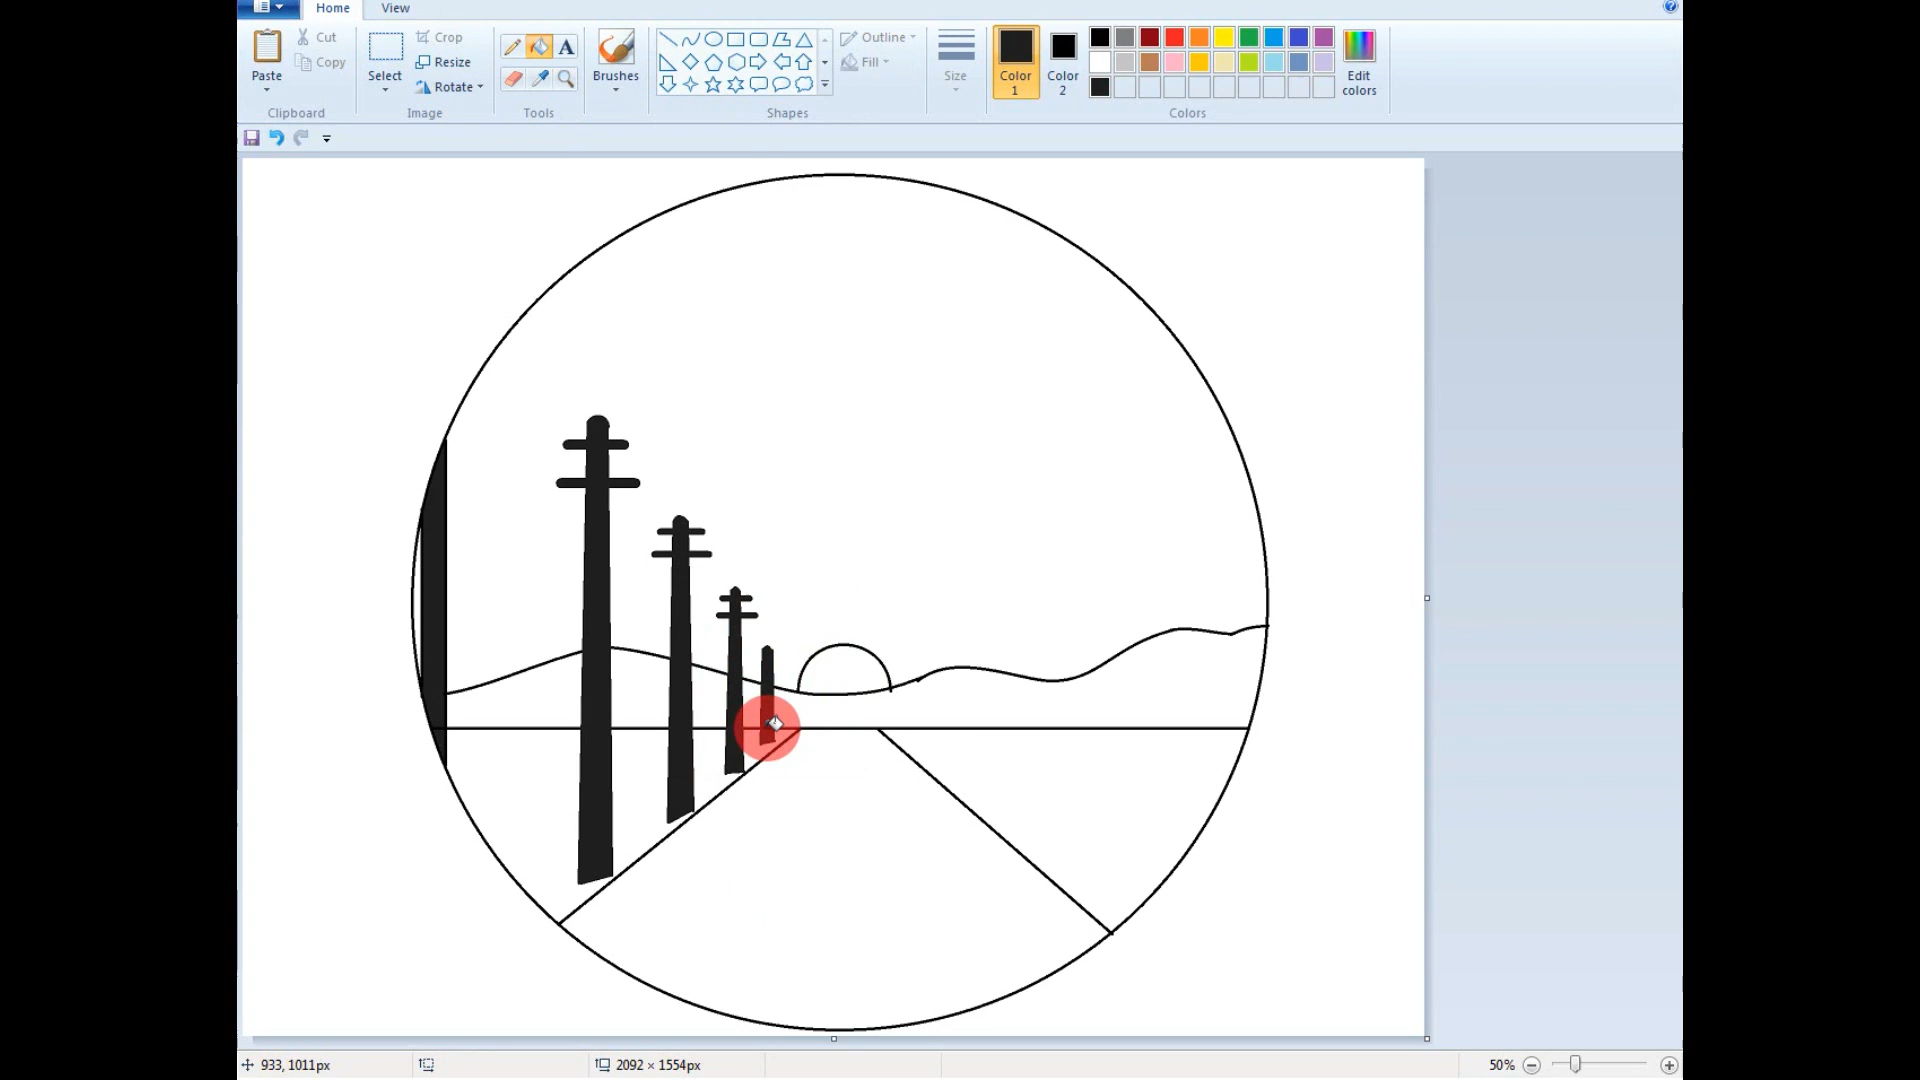 Home View
Cut
Copy
Paste
Clipboard
Crop
Resize
Rotate
Select
Image
A
Tools
Brushes
Outline
Fill
Shapes
Size
Color 1
Color 2
Edit colors
Colors
933, 1011px
2092 × 1554px
50%